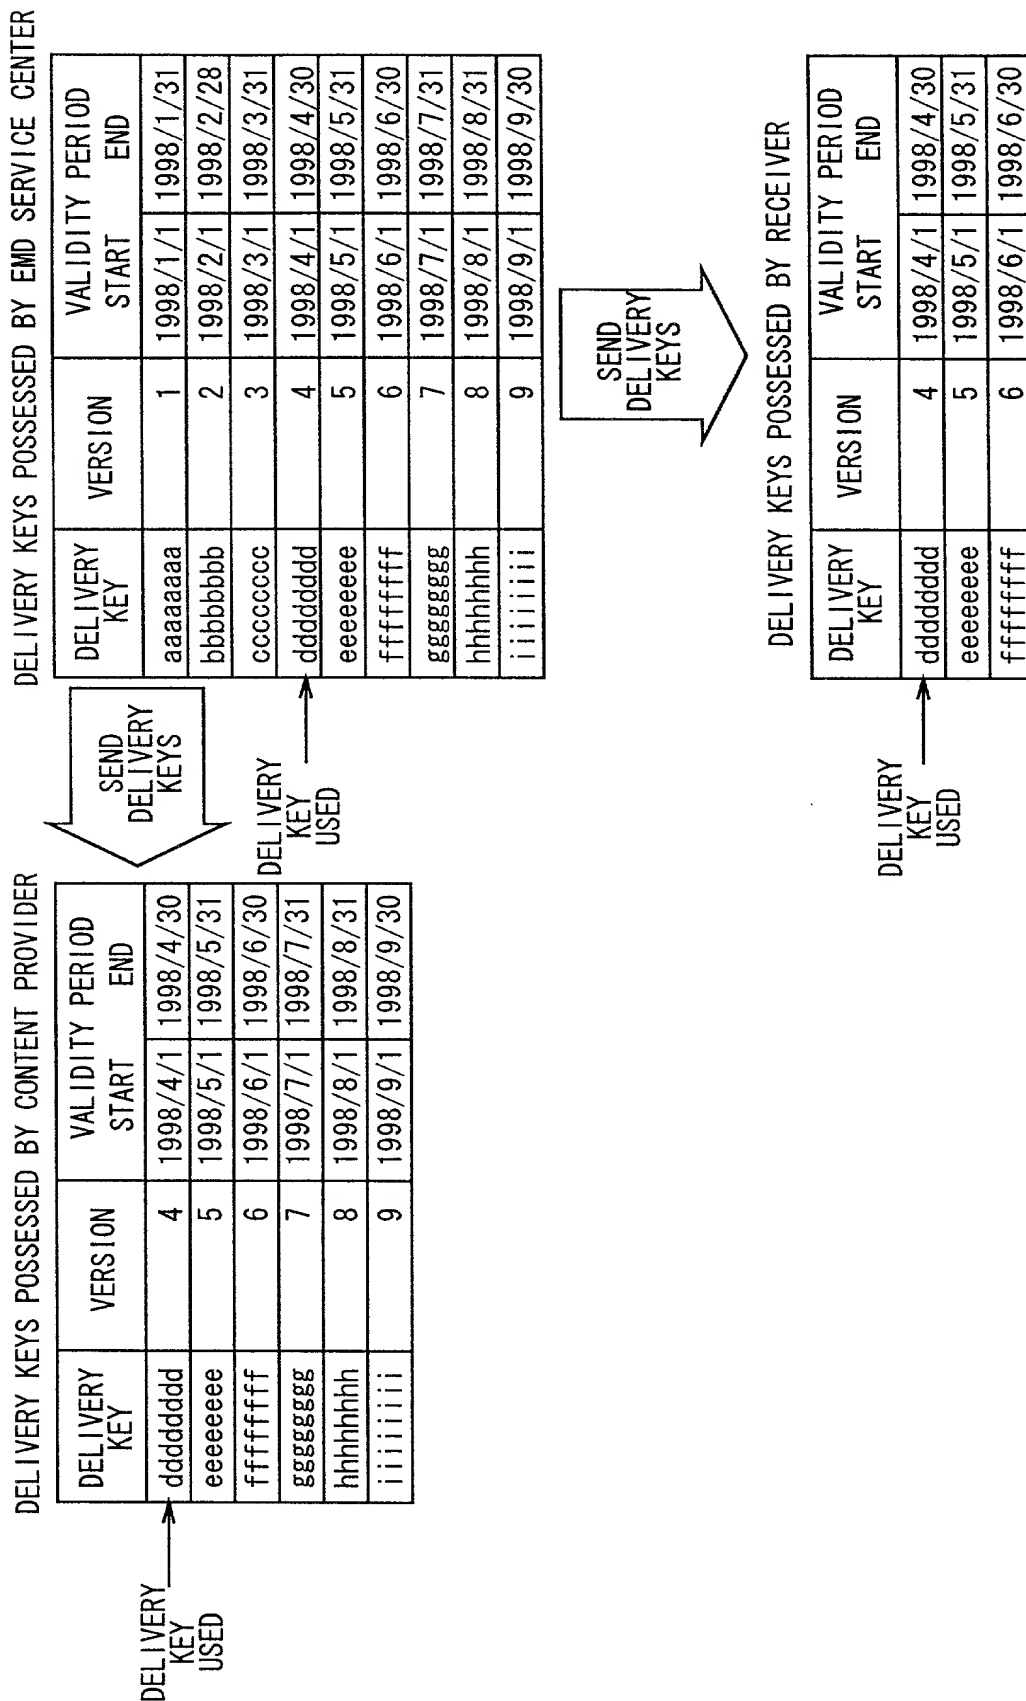 DELIVERY KEYS POSSESSED BY CONTENT PROVIDER
DELIVERY KEY VERSION VALIDITY PERIOD START END
dddddddd 4 1998/4/1 1998/4/30
eeeeeeee 5 1998/5/1 1998/5/31
ffffffff 6 1998/6/1 1998/6/30
gggggggg 7 1998/7/1 1998/7/31
hhhhhhhh 8 1998/8/1 1998/8/31
iiiiiiii 9 1998/9/1 1998/9/30
DELIVERY
KEY
USED
SEND
DELIVERY
KEYS
DELIVERY KEYS POSSESSED BY EMD SERVICE CENTER
DELIVERY KEY VERSION VALIDITY PERIOD START END
aaaaaaaa 1 1998/1/1 1998/1/31
bbbbbbbb 2 1998/2/1 1998/2/28
cccccccc 3 1998/3/1 1998/3/31
dddddddd 4 1998/4/1 1998/4/30
eeeeeeee 5 1998/5/1 1998/5/31
ffffffff 6 1998/6/1 1998/6/30
gggggggg 7 1998/7/1 1998/7/31
hhhhhhhh 8 1998/8/1 1998/8/31
iiiiiiii 9 1998/9/1 1998/9/30
DELIVERY
KEY
USED
SEND
DELIVERY
KEYS
DELIVERY KEYS POSSESSED BY RECEIVER
DELIVERY KEY VERSION VALIDITY PERIOD START END
dddddddd 4 1998/4/1 1998/4/30
eeeeeeee 5 1998/5/1 1998/5/31
ffffffff 6 1998/6/1 1998/6/30
DELIVERY
KEY
USED